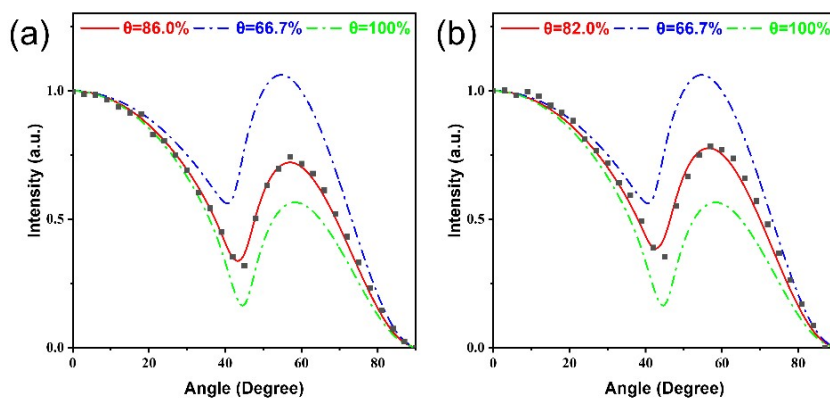 (a)
θ=86.0% θ=66.7% θ=100%
1.0
0.5
0.0
Intensity (a.u.)
0 20 40 60 80
Angle (Degree)
(b)
θ=82.0% θ=66.7% θ=100%
1.0
0.5
0.0
Intensity (a.u.)
0 20 40 60 80
Angle (Degree)